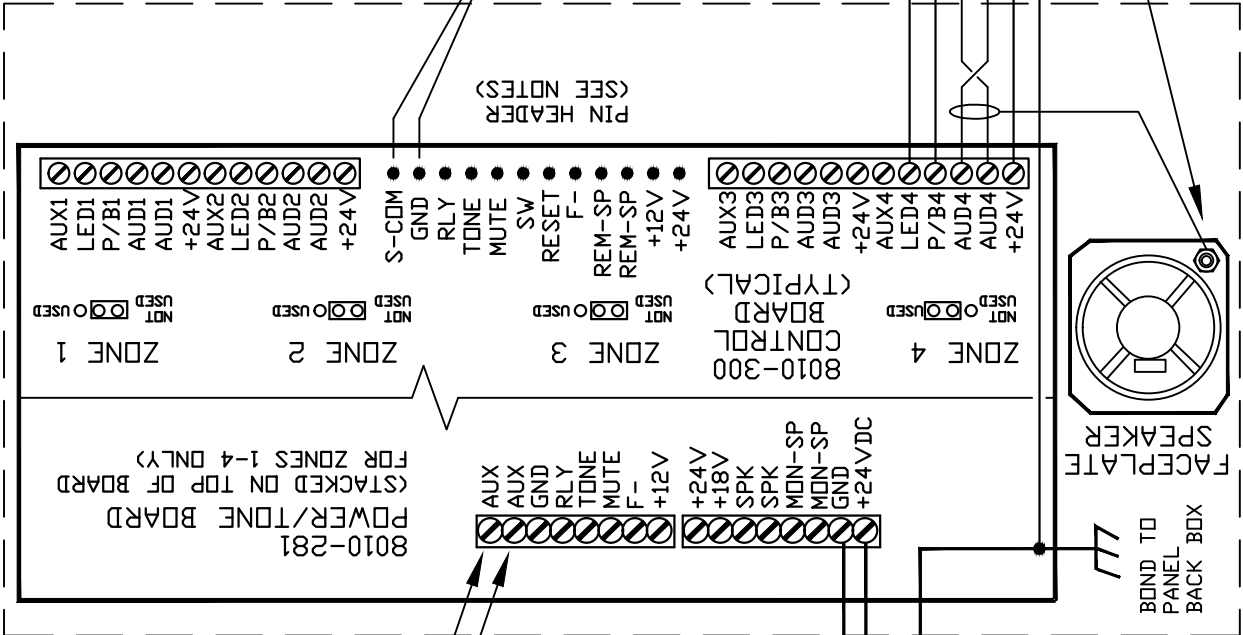 PIN HEADER
(SEE NOTES)
AUX1
LED1
P/B1
AUD1
AUD1
+24V
AUX2
LED2
P/B2
AUD2
AUD2
+24V
S-COM
GND
RLY
TONE
MUTE
SW
RESET
F-
REM-SP
REM-SP
+12V
+24V
AUX3
LED3
P/B3
AUD3
AUD3
+24V
AUX4
LED4
P/B4
AUD4
AUD4
+24V
NOT
USED
USED
ZONE 1
NOT
USED
USED
ZONE 2
NOT
USED
USED
ZONE 3
8010-300
CONTROL
BOARD
(TYPICAL)
NOT
USED
USED
ZONE 4
FACEPLATE
SPEAKER
8010-281
POWER/TONE BOARD
(STACKED ON TOP OF BOARD
FOR ZONES 1-4 ONLY)
AUX
AUX
GND
RLY
TONE
MUTE
F-
+12V
+24V
+18V
SPK
SPK
MON-SP
MON-SP
GND
+24VDC
BOND TO
PANEL
BACK BOX